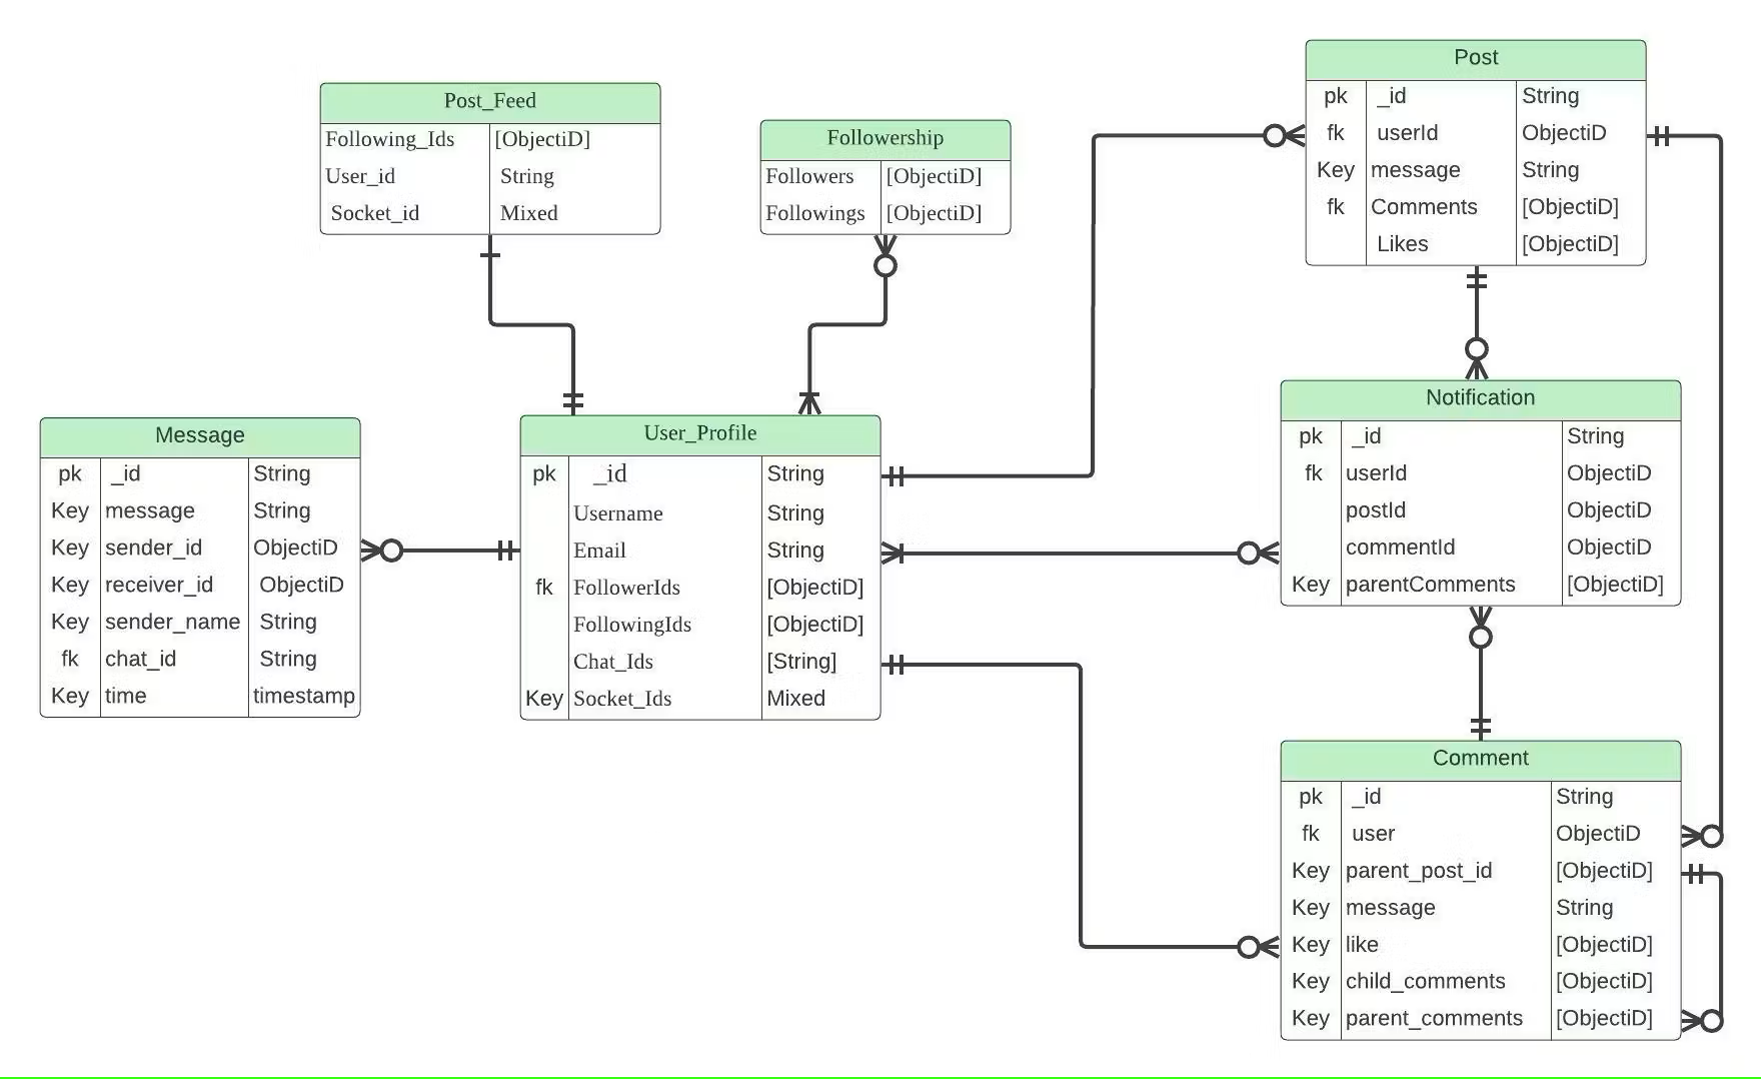 Post_Feed
Following_Ids [ObjectiD]
User_id String
Socket_id Mixed
Followership
Followers [ObjectiD]
Followings [ObjectiD]
Post
pk _id String
fk userId ObjectiD
Key message String
fk Comments [ObjectiD]
Likes [ObjectiD]
Message
pk _id String
Key message String
Key sender_id ObjectiD
Key receiver_id ObjectiD
Key sender_name String
fk chat_id String
Key time timestamp
User_Profile
pk _id String
Username String
Email String
fk FollowerIds [ObjectiD]
FollowingIds [ObjectiD]
Chat_Ids [String]
Key Socket_Ids Mixed
Notification
pk _id String
fk userId ObjectiD
postId ObjectiD
commentId ObjectiD
Key parentComments [ObjectiD]
Comment
pk _id String
fk user ObjectiD
Key parent_post_id [ObjectiD]
Key message String
Key like [ObjectiD]
Key child_comments [ObjectiD]
Key parent_comments [ObjectiD]